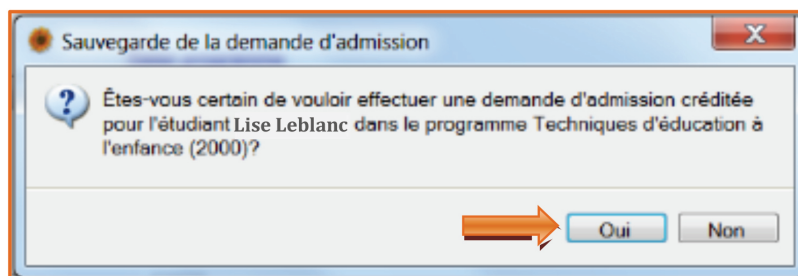 Sauvegarde de la demande d'admission
Êtes-vous certain de vouloir effectuer une demande d'admission créditée
pour l'étudiant Lise Leblanc dans le programme Techniques d'éducation à
l'enfance (2000)?
Oui Non